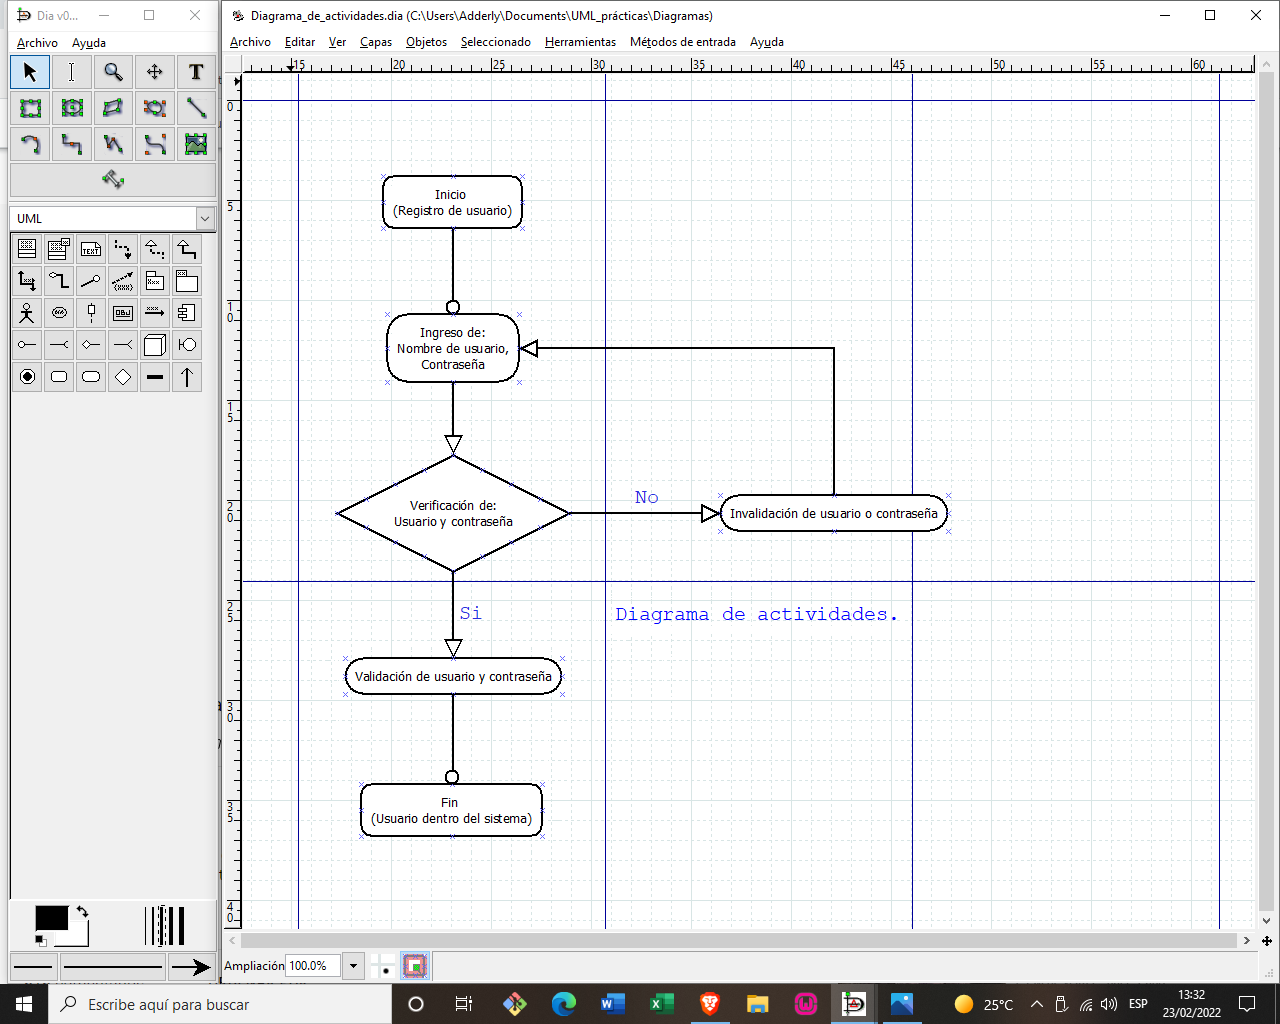 Dia v0...
Archivo
Ayuda
T
UML
Diagrama_de_actividades.dia (C:\Users\Adderly\Documents\UML_prácticas\Diagramas)
Archivo Editar Ver Capas Objetos Seleccionado Herramientas Métodos de entrada Ayuda
15 20 25 30 35 40 45 50 55 60
0
5
10
15
20
25
30
35
40
Inicio
(Registro de usuario)
Ingreso de:
Nombre de usuario,
Contraseña
Verificación de:
Usuario y contraseña
No
Invalidación de usuario o contraseña
Si
Diagrama de actividades.
Validación de usuario y contraseña
Fin
(Usuario dentro del sistema)
Ampliación 100.0%
Escribe aquí para buscar
25°C
ESP
13:32
23/02/2022